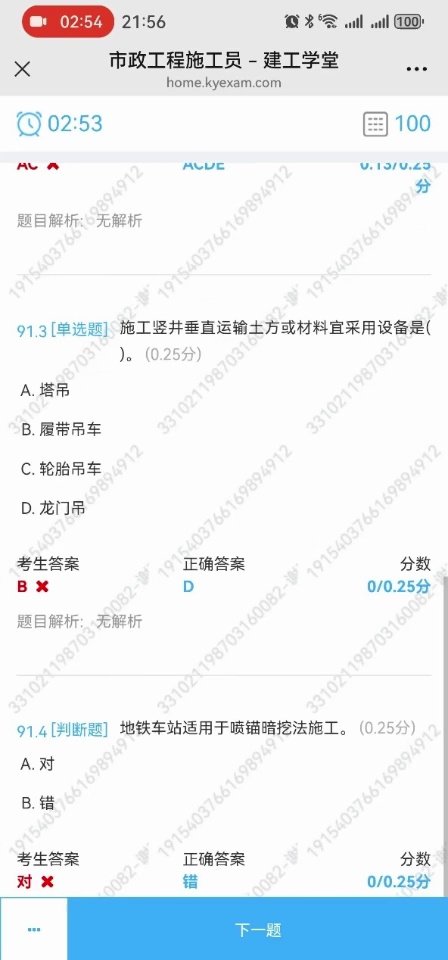 02:54 21:56 100
市政工程施工员 - 建工学堂
home.kyexam.com
02:53 100
AC ACDE 0.13/0.25
分
题目解析: 无解析
91.3 [单选题] 施工竖井垂直运输土方或材料宜采用设备是(
)。 (0.25分)
A. 塔吊
B. 履带吊车
C. 轮胎吊车
D. 龙门吊
考生答案 正确答案 分数
B D 0/0.25分
题目解析: 无解析
91.4 [判断题] 地铁车站适用于喷锚暗挖法施工。 (0.25分)
A. 对
B. 错
考生答案 正确答案 分数
对 错 0/0.25分
下一题